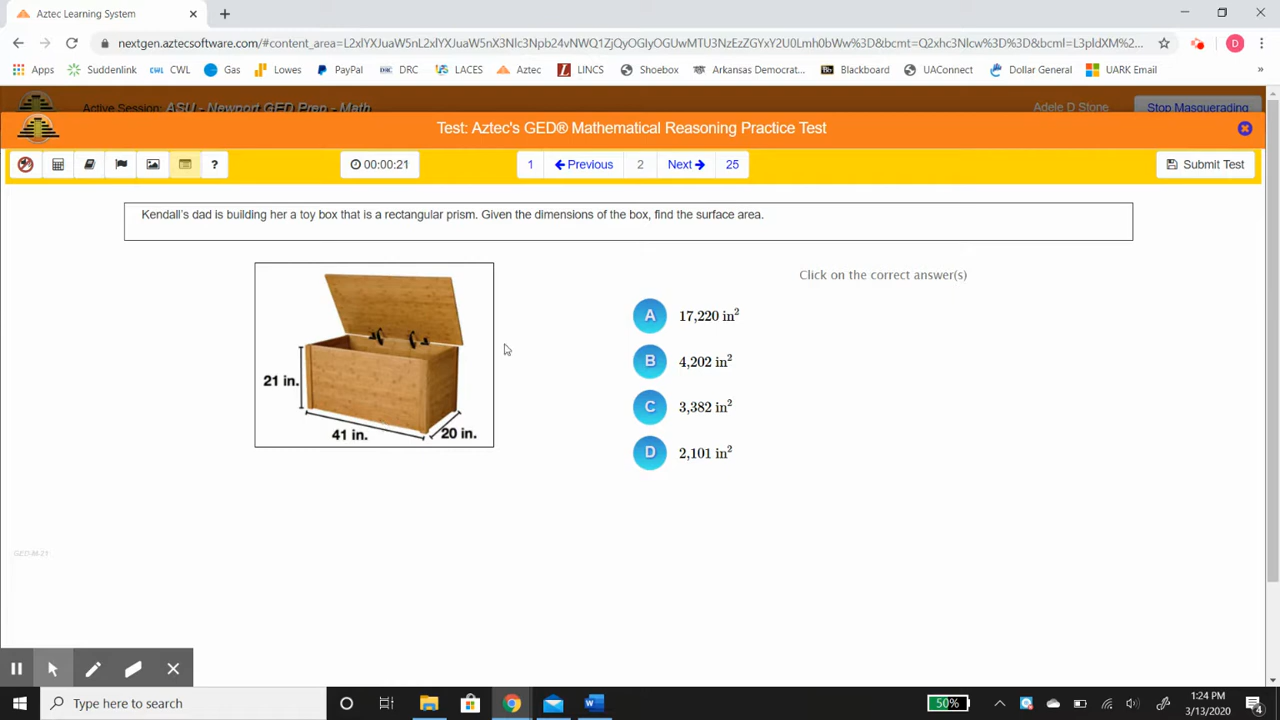 Aztec Learning System
nextgen.aztecsoftware.com/#content_area=L2xlYXJuaW5nL2xlYXJuaW5nX3Nlc3Npb24vNWQ1ZjQyOGIyOGUwMTU3NzEzZGYxY2U0Lmh0bWw%3D&bcmt=Q2xhc3Nlcw%3D%3D&bcml=L3pldXM%2...
Apps Suddenlink CWL CWL Gas Lowes PayPal DRC DRC LACES Aztec L LINCS Shoebox Arkansas Democrat... Bb Blackboard UAConnect Dollar General UARK Email »
Active Session: ASU - Newport GED Prep - Math Adele D Stone Stop Masquerading
Test: Aztec's GED® Mathematical Reasoning Practice Test
? 00:00:21 1 Previous 2 Next 25 Submit Test
Kendall's dad is building her a toy box that is a rectangular prism. Given the dimensions of the box, find the surface area.
Click on the correct answer(s)
21 in.
41 in.
20 in.
A 17,220 in²
B 4,202 in²
C 3,382 in²
D 2,101 in²
Type here to search
50%
1:24 PM
3/13/2020
4